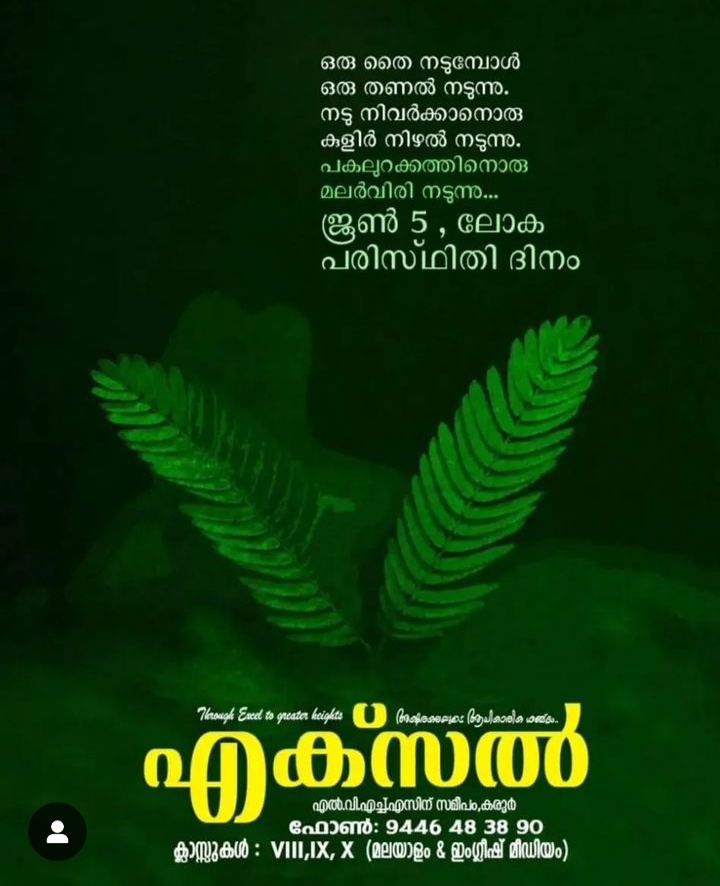 ഒരു തൈ നടുമ്പോൾ
ഒരു തണൽ നടുന്നു.
നടു നിവർക്കാനൊരു
കുളിർ നിഴൽ നടുന്നു.
പകലുറക്കത്തിനൊരു
മലർവിരി നടുന്നു...
ജൂൺ 5 , ലോക
പരിസ്ഥിതി ദിനം
Through Excel to greater heights
എക്സൽ
എൽ.വി.എച്ച്എസിന് സമീപം,കരൂർ
ഫോൺ: 9446 48 38 90
ക്ലാസ്സുകൾ : VIII,IX, X (മലയാളം & ഇംഗ്ലീഷ് മീഡിയം)